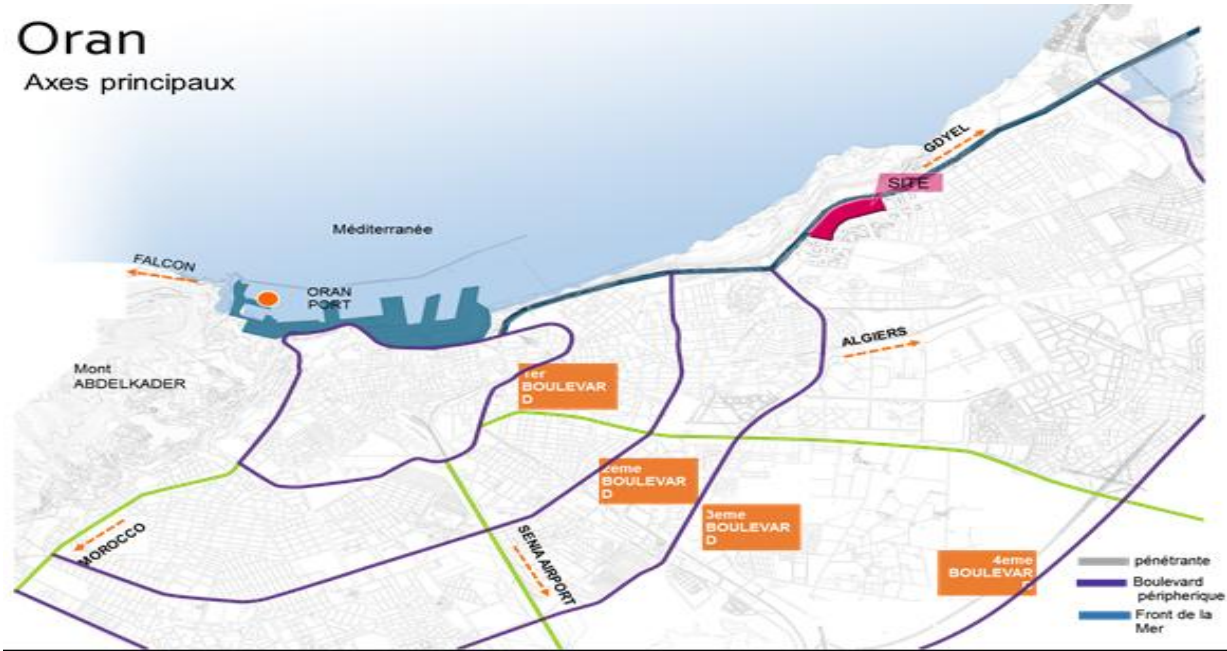 Oran
Axes principaux
GDYEL
SITE
Méditerranée
FALCON
ORAN
PORT
ALGIERS
Mont
ABDELKADER
1er
BOULEVAR
D
2eme
BOULEVAR
D
3eme
BOULEVAR
D
MOROCCO
SENIA AIRPORT
4eme
BOULEVAR
D
pénétrante
Boulevard
péripherique
Front de la
Mer